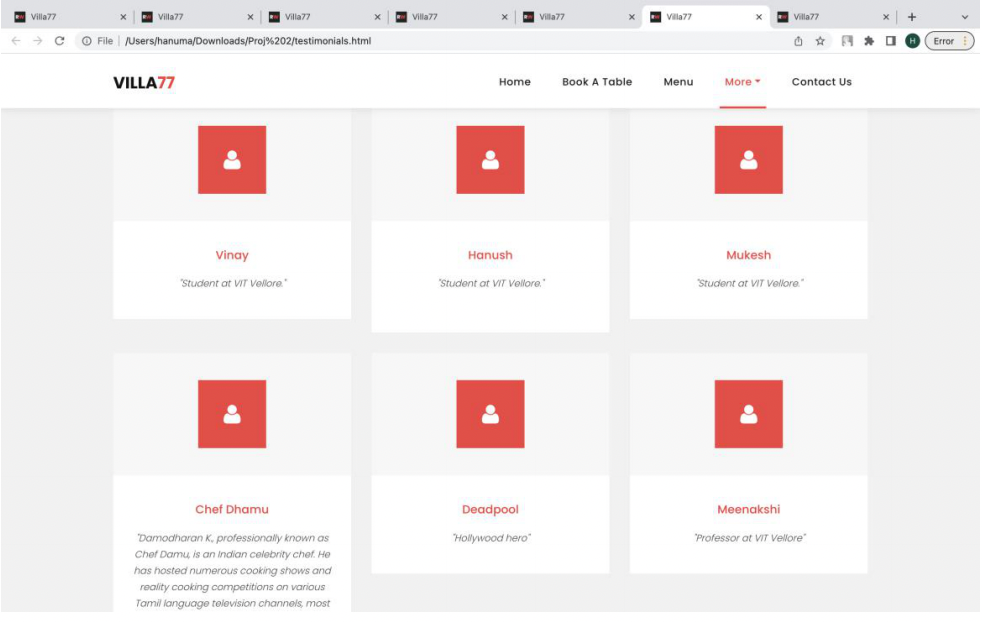 Villa77 Villa77 Villa77 Villa77 Villa77 Villa77 Villa77
File /Users/hanuma/Downloads/Proj%202/testimonials.html H Error
VILLA77 Home Book A Table Menu More Contact Us
Vinay Hanush Mukesh
"Student at VIT Vellore." "Student at VIT Vellore." "Student at VIT Vellore."
Chef Dhamu Deadpool Meenakshi
"Damodharan K., professionally known as "Hollywood hero" "Professor at VIT Vellore"
Chef Damu, is an Indian celebrity chef. He
has hosted numerous cooking shows and
reality cooking competitions on various
Tamil language television channels, most